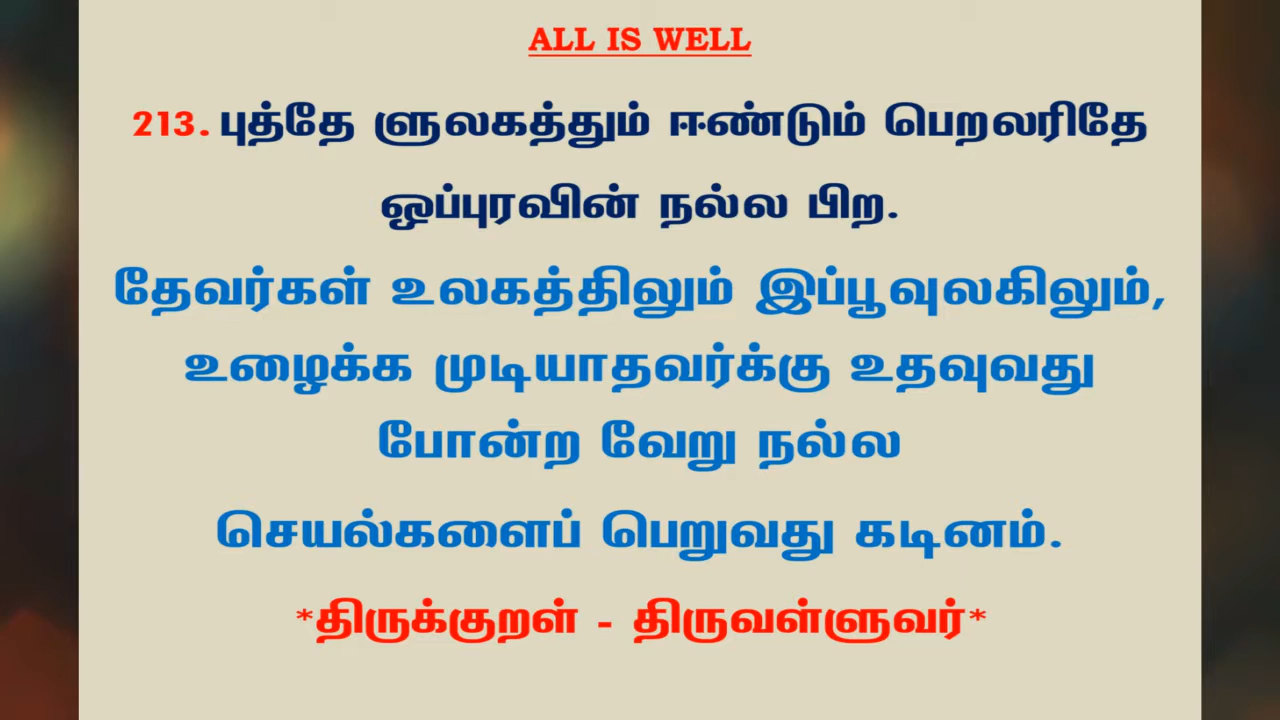 ALL IS WELL
213. புத்தே ளுலகத்தும் ஈண்டும் பெறலரிதே
ஒப்புரவின் நல்ல பிற.
தேவர்கள் உலகத்திலும் இப்பூவுலகிலும்,
உழைக்க முடியாதவர்க்கு உதவுவது
போன்ற வேறு நல்ல
செயல்களைப் பெறுவது கடினம்.
*திருக்குறள் - திருவள்ளுவர்*